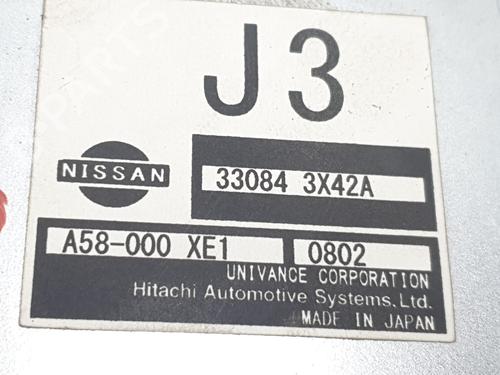 J3
NISSAN
33084 3X42A
A58-000 XE1 0802
UNIVANCE CORPORATION
Hitachi Automotive Systems,Ltd.
MADE IN JAPAN